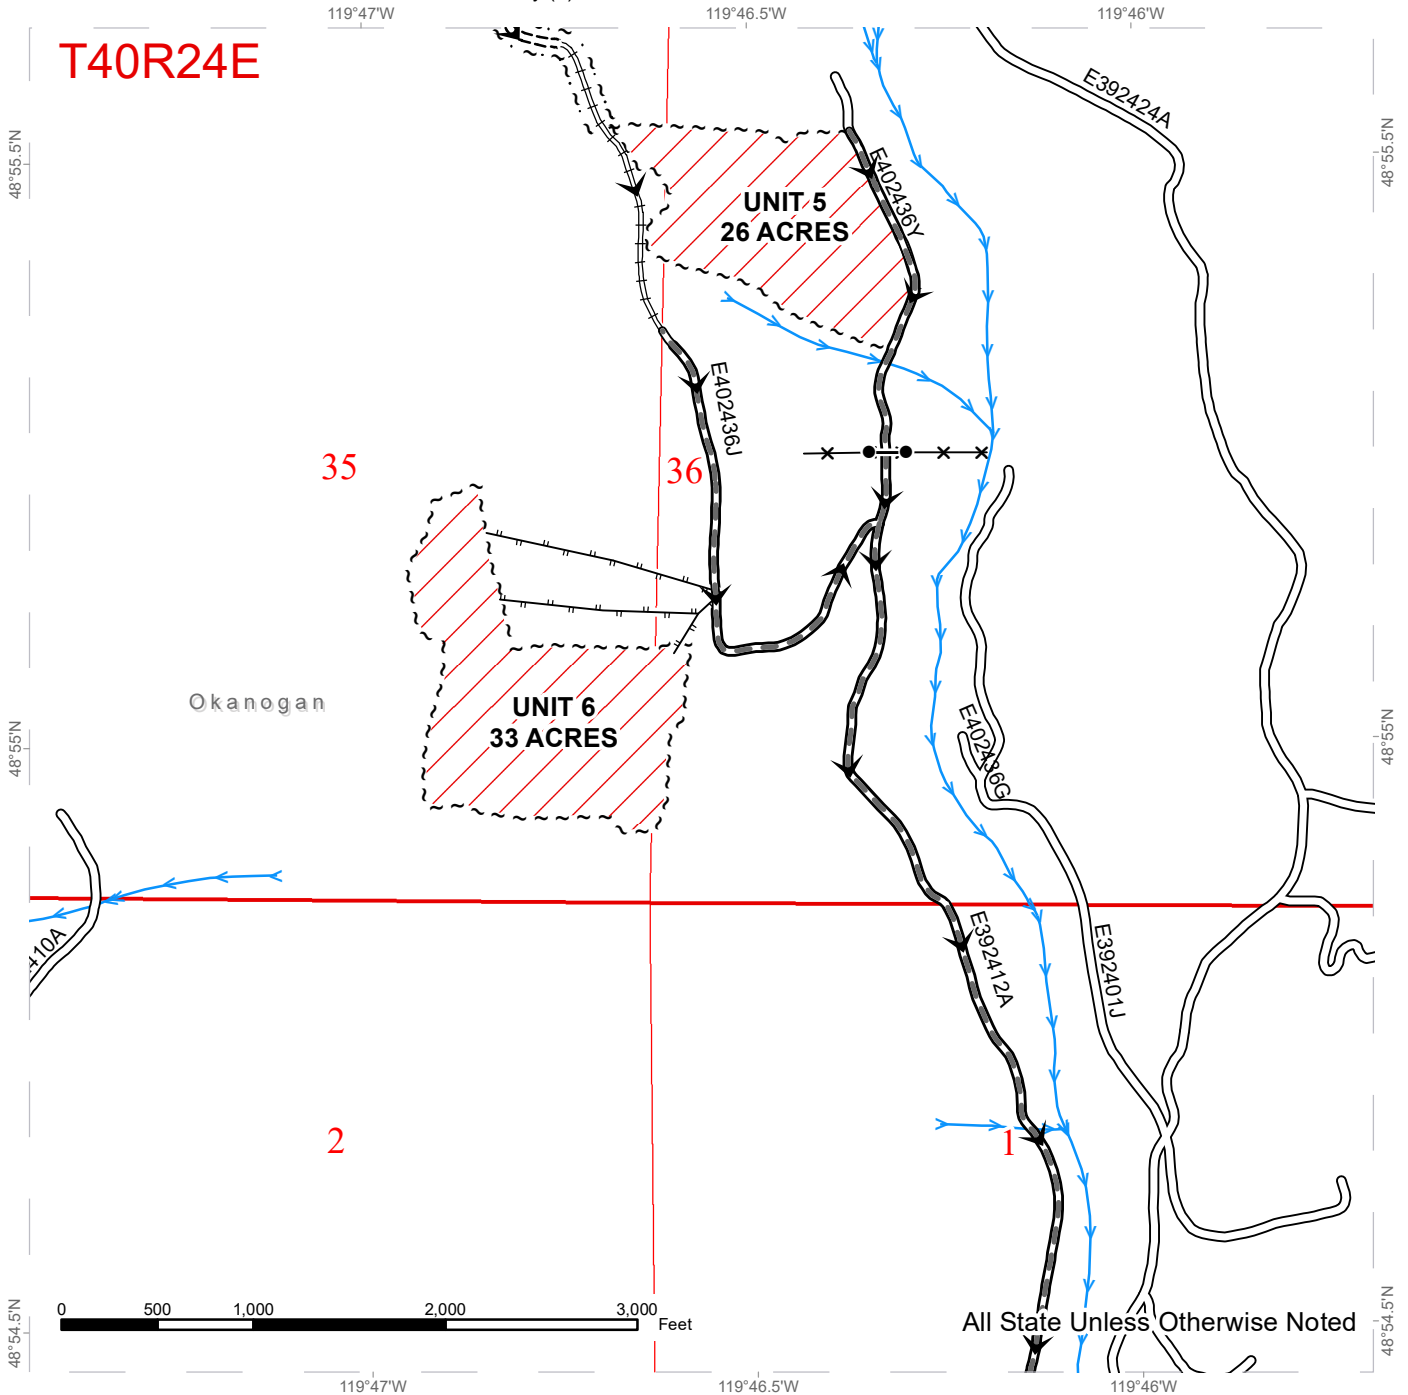 119°47'W
119°46.5'W
119°46'W
T40R24E
E392424A
48°55.5'N
48°55.5'N
E402436Y
UNIT 5
26 ACRES
E402436J
35
36
Okanogan
UNIT 6
33 ACRES
48°55'N
48°55'N
E402436G
410A
E392412A
E392401J
2
1
0 500 1,000 2,000 3,000
Feet
All State Unless Otherwise Noted
48°54.5'N
48°54.5'N
119°47'W
119°46.5'W
119°46'W